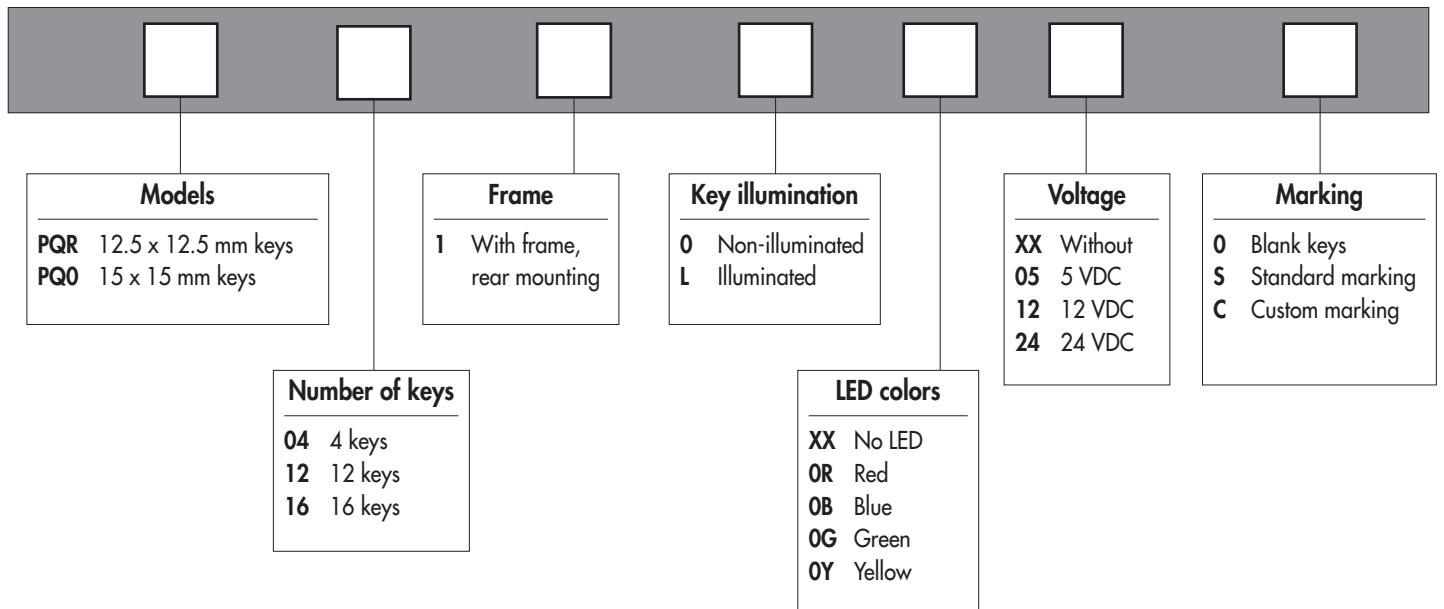 Models
PQR 12.5 x 12.5 mm keys
PQ0 15 x 15 mm keys
Number of keys
04 4 keys
12 12 keys
16 16 keys
Frame
1 With frame,
rear mounting
Key illumination
0 Non-illuminated
L Illuminated
LED colors
XX No LED
0R Red
0B Blue
0G Green
0Y Yellow
Voltage
XX Without
05 5 VDC
12 12 VDC
24 24 VDC
Marking
0 Blank keys
S Standard marking
C Custom marking